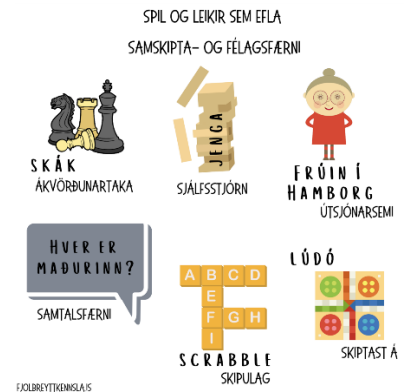 SPIL OG LEIKIR SEM EFLA
SAMSKIPTA- OG FÉLAGSFÆRNI
SKÁK
ÁKVÖRÐUNARTAKA
JENGA
SJÁLFSSTJÓRN
FRÚIN Í
HAMBORG
ÚTSJÓNARSEMI
HVER ER
MAÐURINN?
SAMTALSFÆRNI
ABCD
E
FGH
I
SCRABBLE
SKIPULAG
LÚDÓ
SKIPTAST Á
FJOLBREYTTKENNSLA.IS